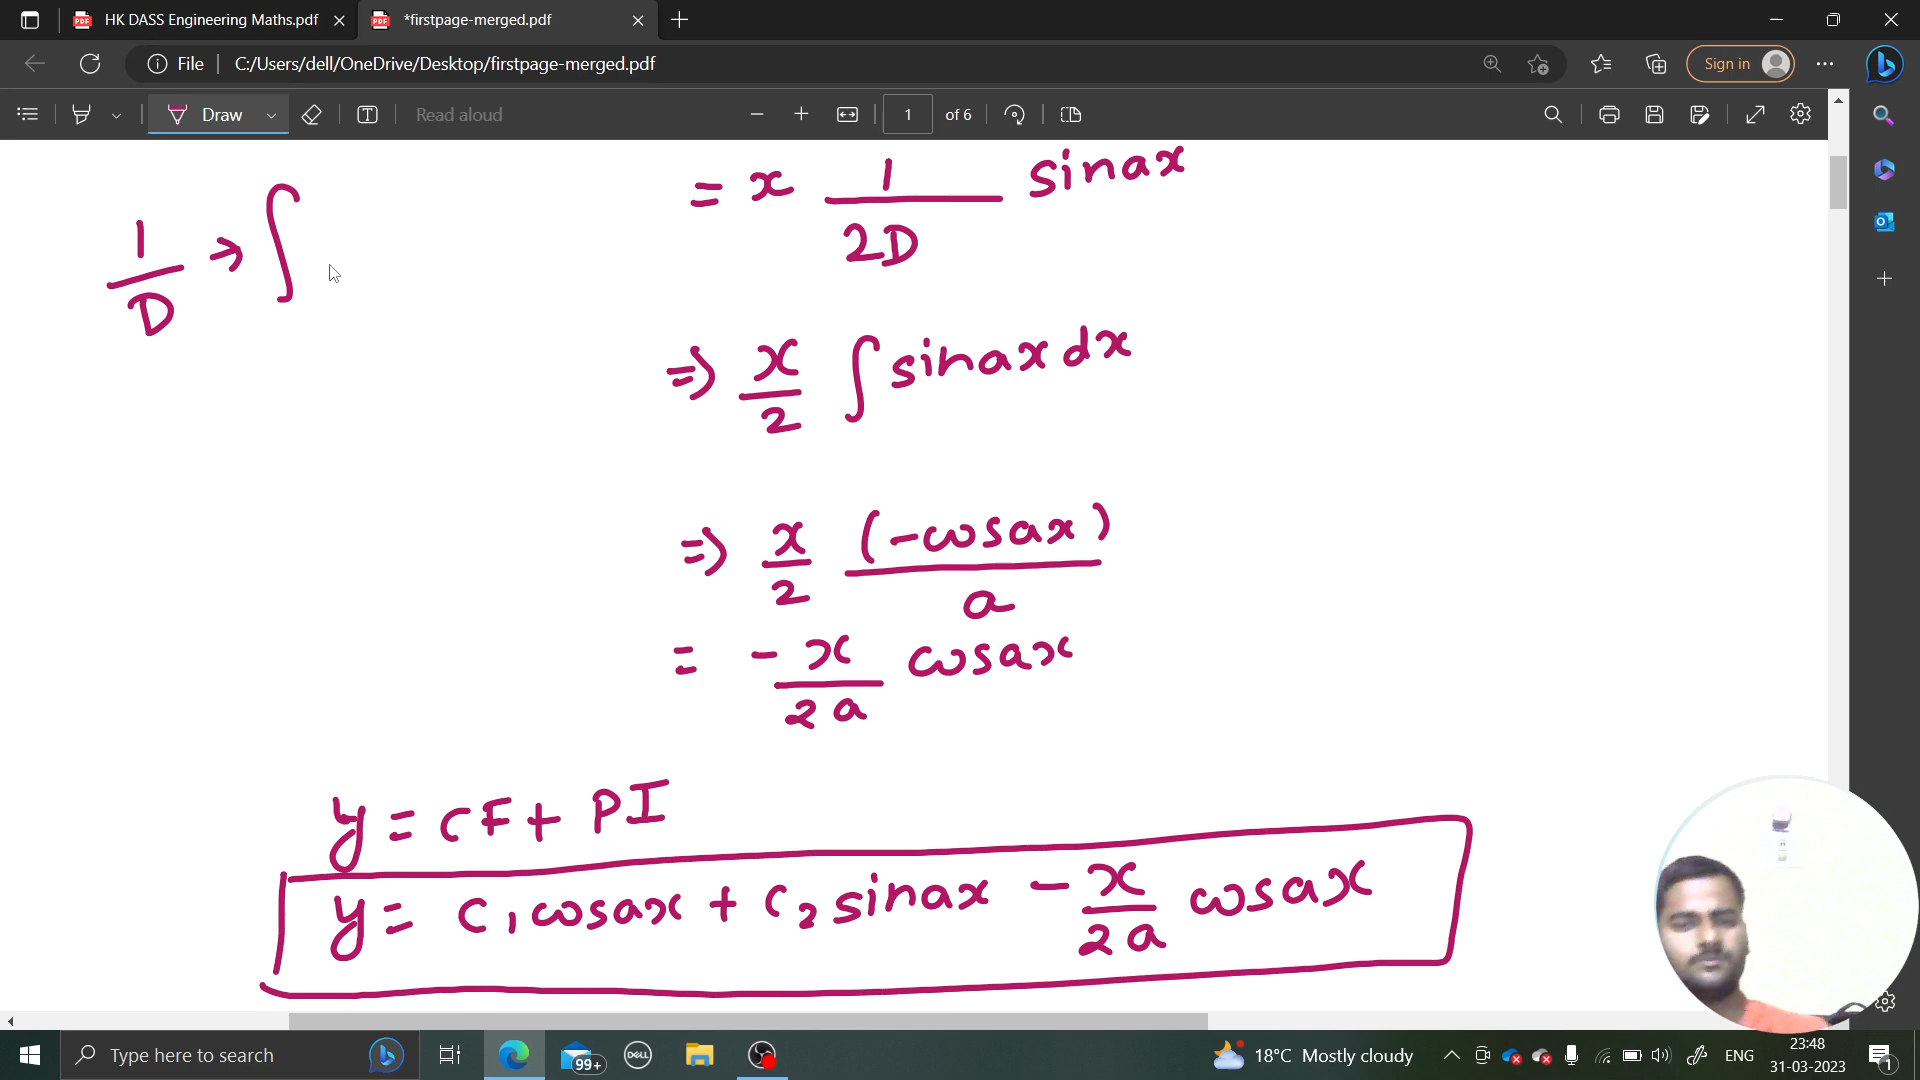 HK DASS Engineering Maths.pdf
*firstpage-merged.pdf
File
C:/Users/dell/OneDrive/Desktop/firstpage-merged.pdf
Sign in
Draw
Read aloud
1 of 6
= x 1/2D sinax
1/D → ∫
⇒ x/2 ∫ sinax dx
⇒ x/2 (-cosax)/a
= -x/2a cosax
y = CF + PI
y = C₁cosax + C₂sinax - x/2a cosax
Type here to search
99+
DELL
18°C Mostly cloudy
ENG
23:48
31-03-2023
1